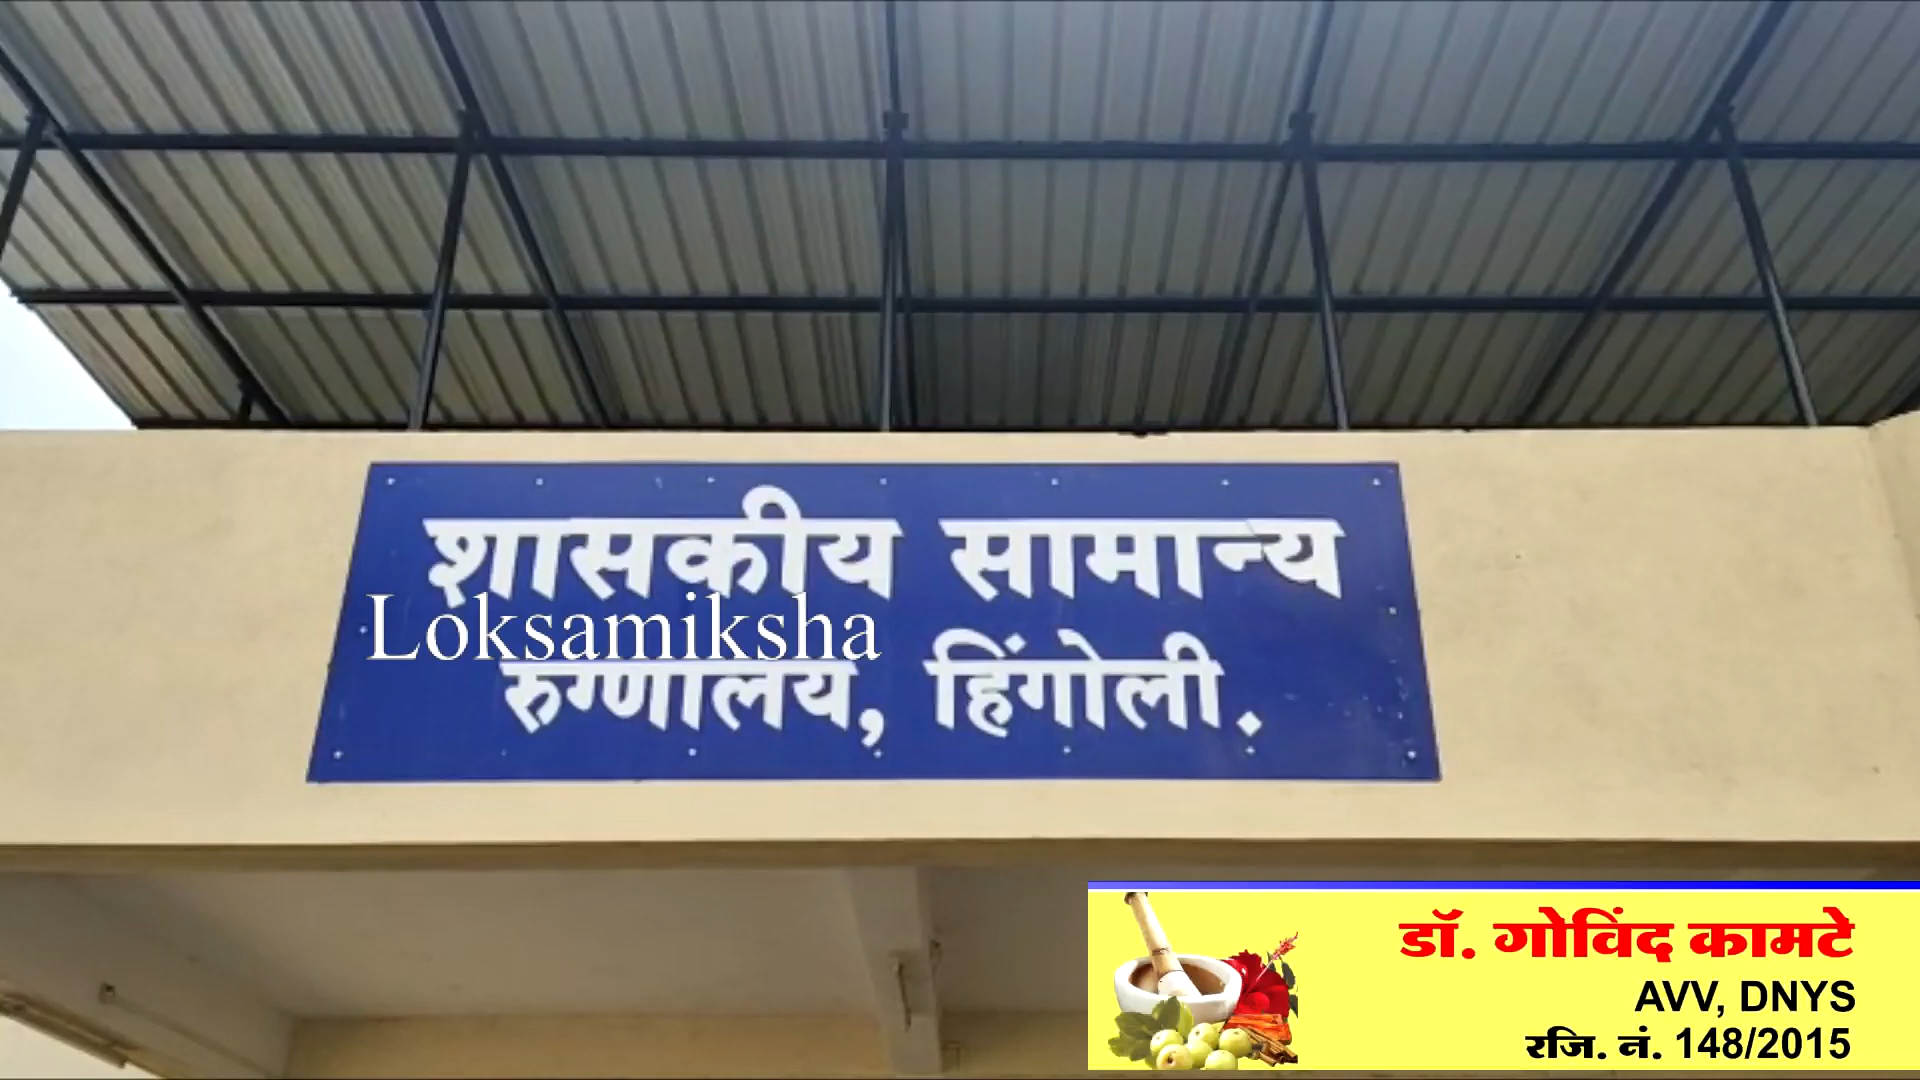 शासकीय सामान्य
Loksamiksha
रुग्णालय, हिंगोली.
डॉ. गोविंद कामटे
AVV, DNYS
रजि. नं. 148/2015